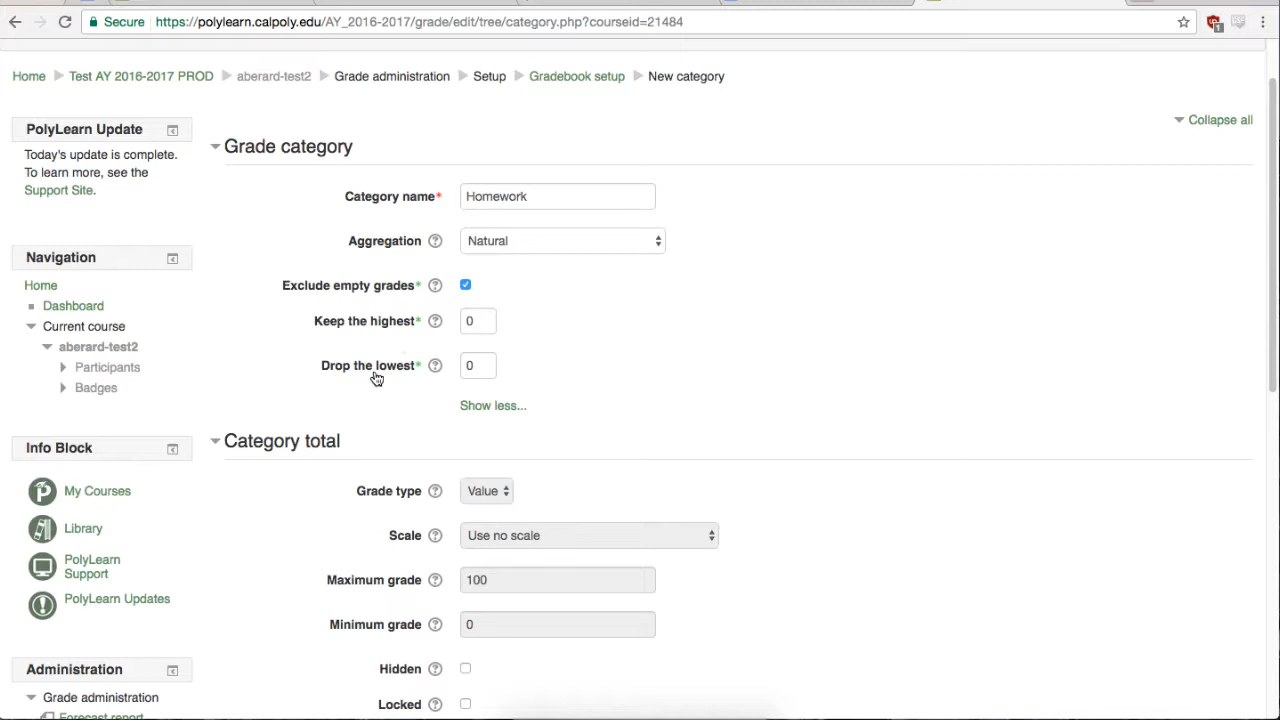 Secure https://polylearn.calpoly.edu/AY_2016-2017/grade/edit/tree/category.php?courseid=21484
1
Home Test AY 2016-2017 PROD aberard-test2 Grade administration Setup Gradebook setup New category
Collapse all
PolyLearn Update
Today's update is complete.
To learn more, see the
Support Site.
Navigation
Home
Dashboard
Current course
aberard-test2
Participants
Badges
Info Block
My Courses
Library
PolyLearn
Support
PolyLearn Updates
Administration
Grade administration
Forecast report
Grade category
Category name* Homework
Aggregation ? Natural
Exclude empty grades* ?
Keep the highest* ? 0
Drop the lowest* ? 0
Show less...
Category total
Grade type ? Value
Scale ? Use no scale
Maximum grade ? 100
Minimum grade ? 0
Hidden ?
Locked ?